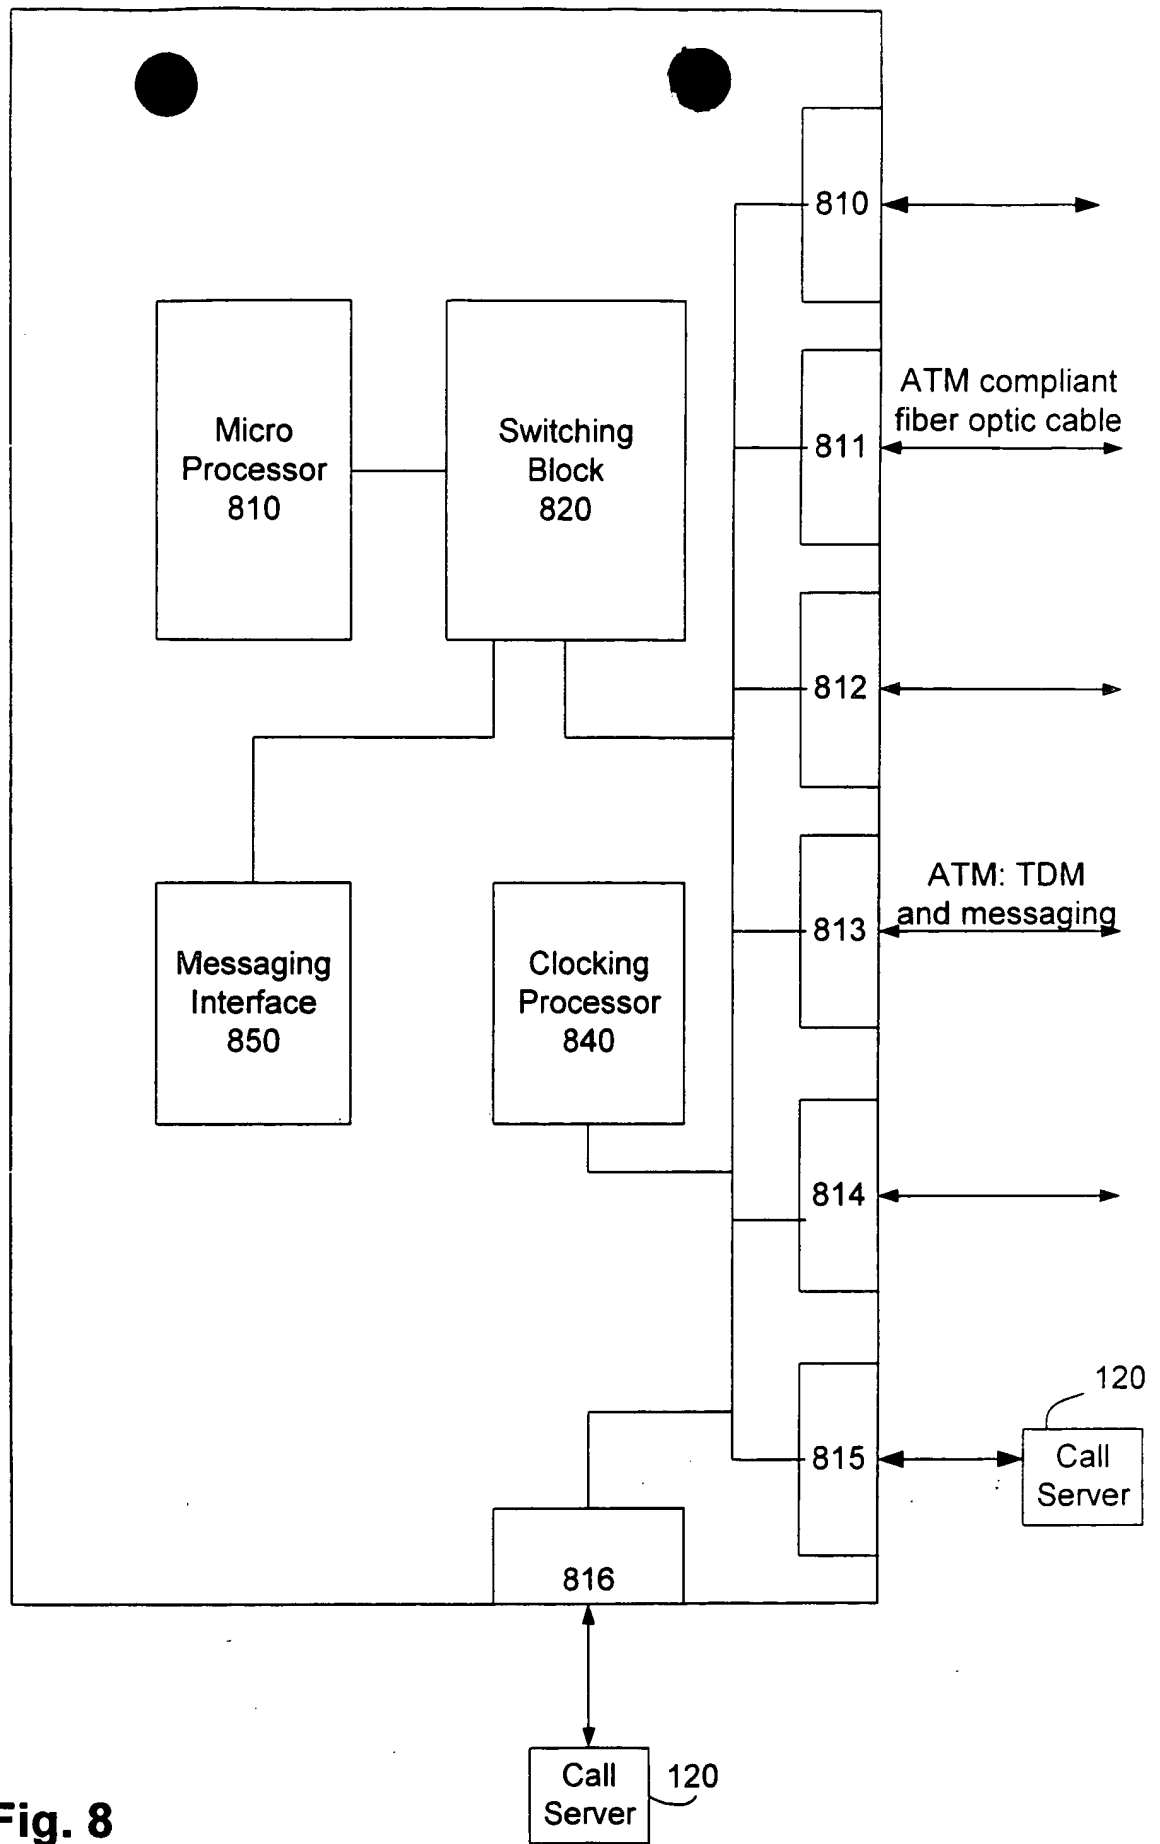 810
ATM compliant
fiber optic cable
Micro
Processor
810
Switching
Block
820
811
812
ATM: TDM
and messaging
813
Messaging
Interface
850
Clocking
Processor
840
814
120
815
Call
Server
816
Call
Server
120
Fig. 8